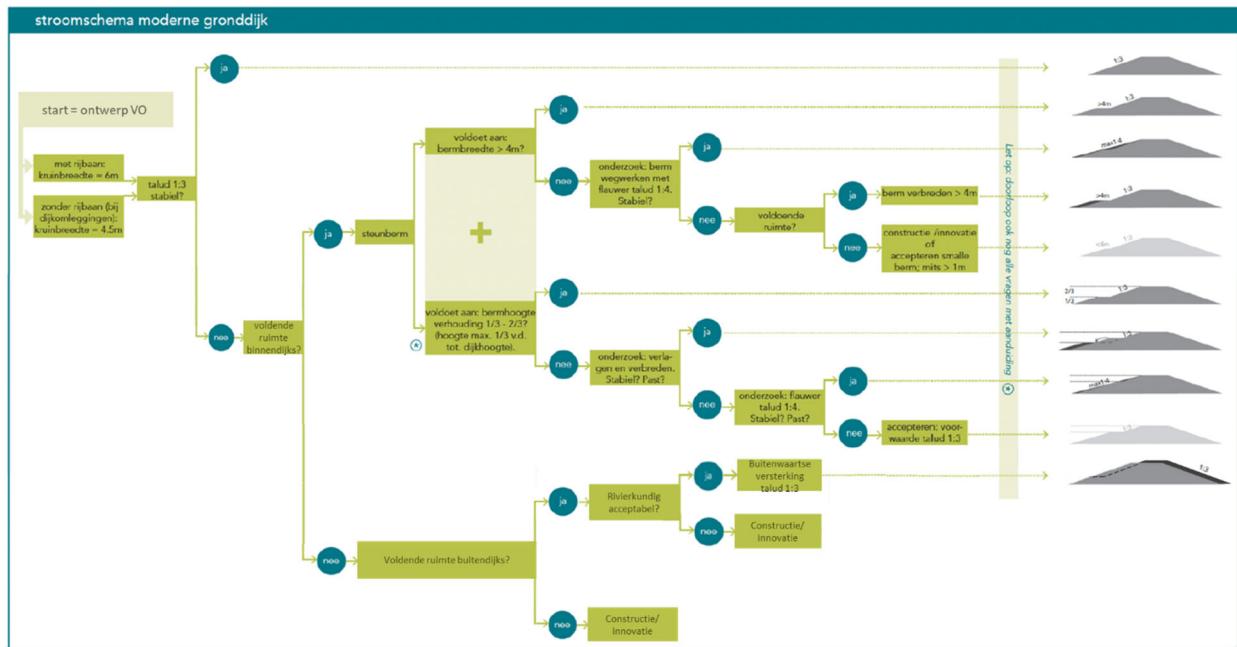 stroomschema moderne gronddijk
start = ontwerp VO
met rijbaan:
kruinbreedte = 6m
zonder rijbaan (bij
dijkomleggingen):
kruinbreedte = 4.5m
talud 1:3
stabiel?
ja
nee
voldende
ruimte
binnendijks?
ja
nee
steunberm
voldoet aan:
bermbreedte > 4m?
+
voldoet aan: bermhoogte
verhouding 1/3 - 2/3?
(hoogte max. 1/3 v.d.
tot. dijkhoogte).
ja
nee
onderzoek: berm
wegwerken met
flauwer talud 1:4.
Stabiel?
ja
nee
voldoende
ruimte?
ja
berm verbreden > 4m
nee
constructie /innovatie
of
accepteren smalle
berm; mits > 1m
ja
nee
onderzoek: verla-
gen en verbreden.
Stabiel? Past?
ja
nee
onderzoek: flauwer
talud 1:4.
Stabiel? Past?
ja
nee
accepteren: voor-
waarde talud 1:3
Voldende ruimte buitendijks?
ja
Rivierkundig
acceptabel?
ja
Buitenwaartse
versterking
talud 1:3
nee
Constructie/
innovatie
nee
Constructie/
innovatie
Let op: doorloop ook nog alle vragen met aanduiding
1:3
>4m 1:3
max1:4
>4m 1:3
<4m 1:3
2/3 1:3
1/3
1:3
max1:4
1:3
1:3